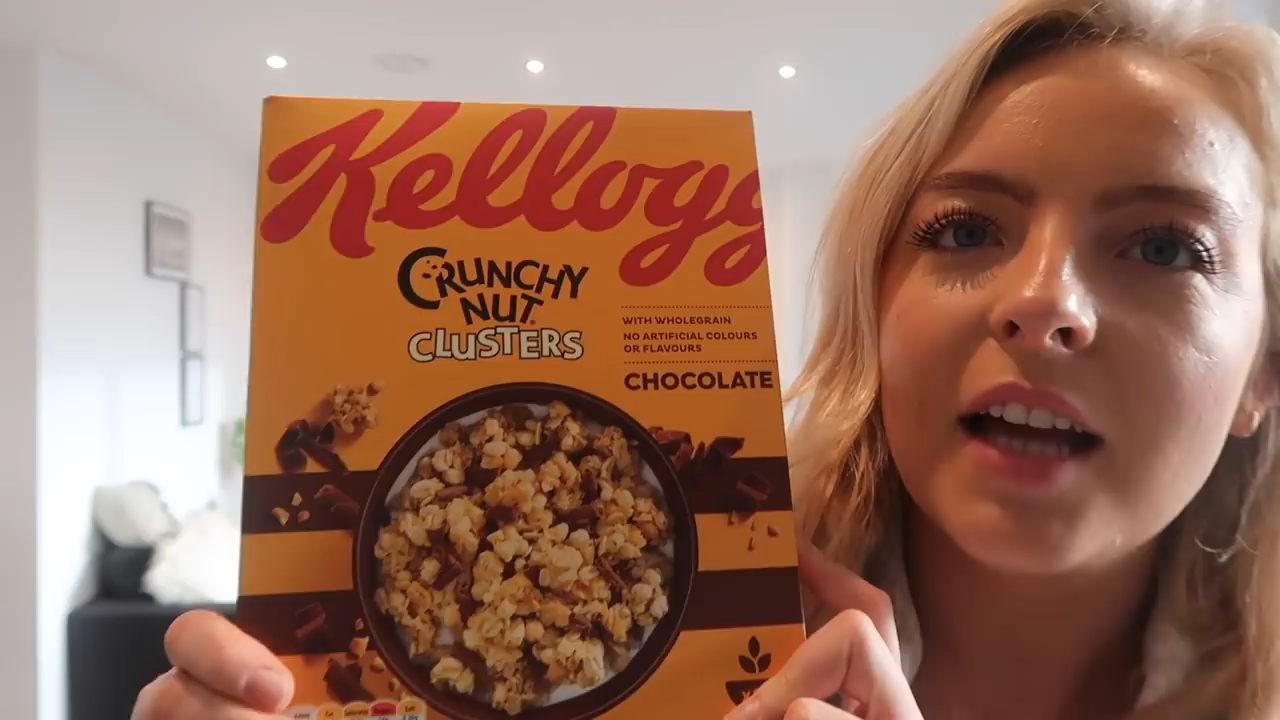 Kellogg
CRUNCHY
NUT
CLUSTERS
WITH WHOLEGRAIN
NO ARTIFICIAL COLOURS
OR FLAVOURS
CHOCOLATE